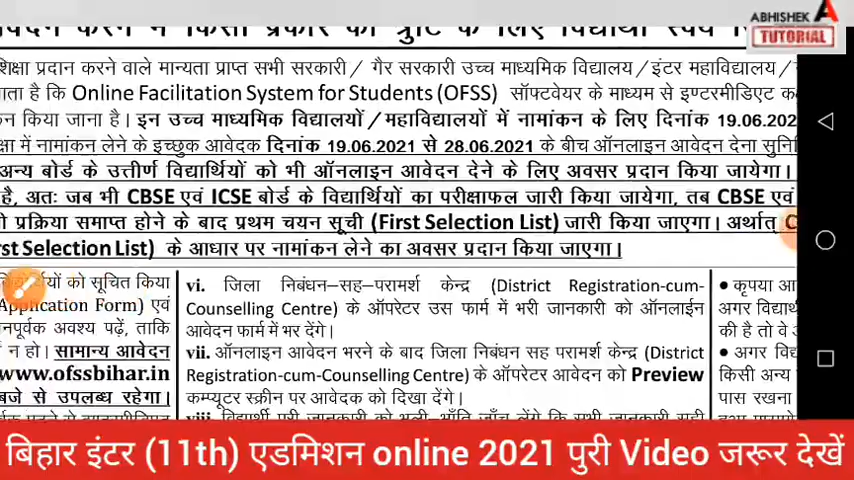 ABHISHEK A
TUTORIAL
शिक्षा प्रदान करने वाले मान्यता प्राप्त सभी सरकारी/ गैर सरकारी उच्च माध्यमिक विद्यालय/इंटर महाविद्यालय/
है कि Online Facilitation System for Students (OFSS) सॉफ्टवेयर के माध्यम से इण्टरमीडिएट
किया जाना है। इन उच्च माध्यमिक विद्यालयों/महाविद्यालयों में नामांकन के लिए दिनांक 19.06.202
में नामांकन लेने के इच्छुक आवेदक दिनांक 19.06.2021 से 28.06.2021 के बीच ऑनलाइन आवेदन देना
अन्य बोर्ड के उत्तीर्ण विद्यार्थियों को भी ऑनलाइन आवेदन देने के लिए अवसर प्रदान किया जायेगा।
है, अतः जब भी CBSE एवं ICSE बोर्ड के विद्यार्थियों का परीक्षाफल जारी किया जायेगा, तब CBSE एवं
प्रक्रिया समाप्त होने के बाद प्रथम चयन सूची (First Selection List) जारी किया जाएगा। अर्थात्
Selection List) के आधार पर नामांकन लेने का अवसर प्रदान किया जाएगा।
को सूचित किया
Application Form) एवं
अवश्य पढ़ें, ताकि
न हो। सामान्य आवेदन
www.ofssbihar.in
बजे से उपलब्ध रहेगा।
vi. जिला निबंधन–सह–परामर्श केन्द्र (District Registration-cum-
Counselling Centre) के ऑपरेटर उस फार्म में भरी जानकारी को ऑनलाईन
आवेदन फार्म में भर देंगे।
vii. ऑनलाइन आवेदन भरने के बाद जिला निबंधन सह परामर्श केन्द्र (District
Registration-cum-Counselling Centre) के ऑपरेटर आवेदन को Preview
कम्प्यूटर स्क्रीन पर आवेदक को दिखा देंगे।
viii. विद्यार्थी पूरी जानकारी को भली–भाँति जाँच लेंगे कि सभी जानकारी सही
• कृपया
अगर
की है तो वे
• अगर
किसी अन्य
पास रखना
बिहार इंटर (11th) एडमिशन online 2021 पुरी Video जरूर देखें